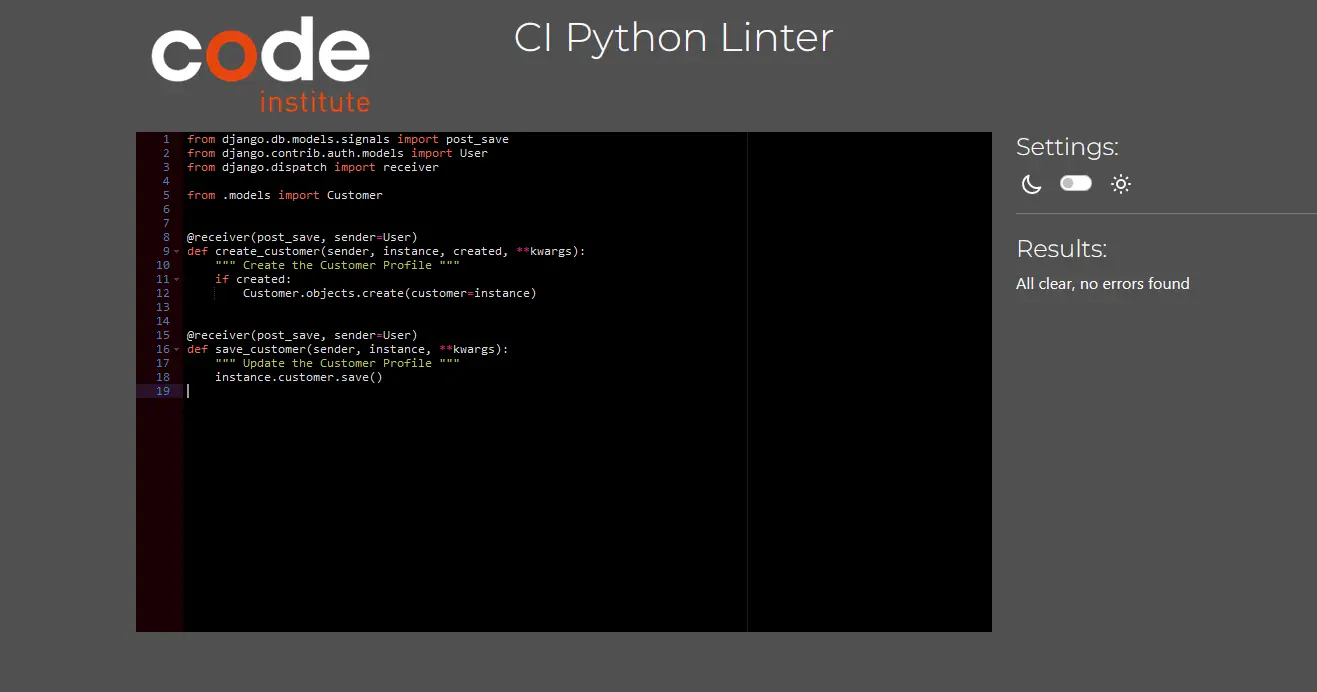 code
institute
CI Python Linter
1 from django.db.models.signals import post_save
2 from django.contrib.auth.models import User
3 from django.dispatch import receiver
4
5 from .models import Customer
6
7
8 @receiver(post_save, sender=User)
9 def create_customer(sender, instance, created, **kwargs):
10     """ Create the Customer Profile """
11     if created:
12         Customer.objects.create(customer=instance)
13
14
15 @receiver(post_save, sender=User)
16 def save_customer(sender, instance, **kwargs):
17     """ Update the Customer Profile """
18     instance.customer.save()
19
Settings:
Results:
All clear, no errors found